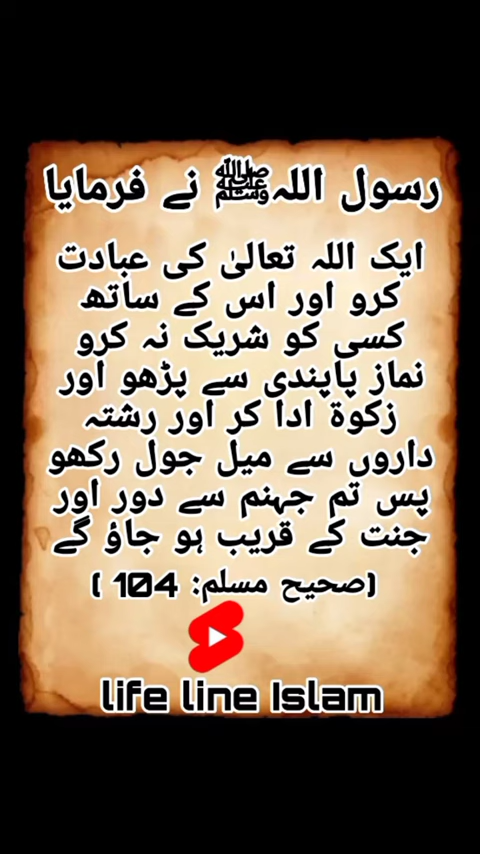 رسول اللہ ﷺ نے فرمایا
ایک اللہ تعالیٰ کی عبادت
کرو اور اس کے ساتھ
کسی کو شریک نہ کرو
نماز پاپندی سے پڑھو اور
زکوۃ ادا کر اور رشتہ
داروں سے میل جول رکھو
پس تم جہنم سے دور اور
جنت کے قریب ہو جاؤ گے
(صحیح مسلم: 104 )
life line Islam